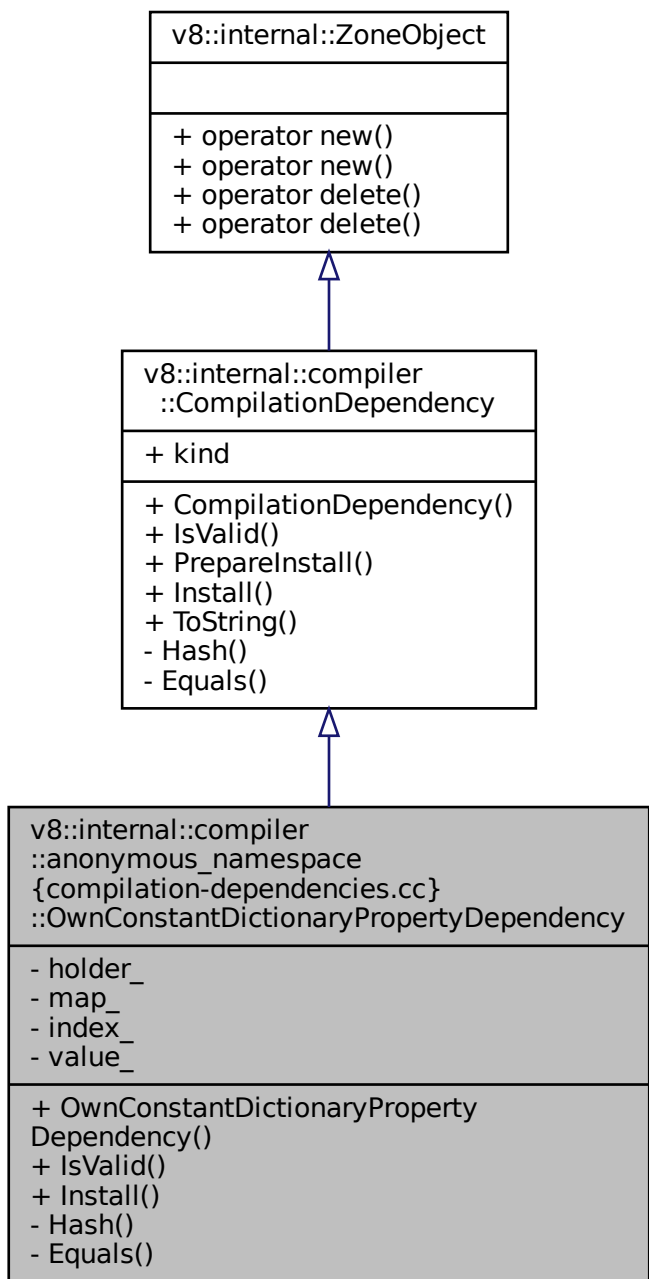 v8::internal::ZoneObject
+ operator new()
+ operator new()
+ operator delete()
+ operator delete()
v8::internal::compiler
::CompilationDependency
+ kind
+ CompilationDependency()
+ IsValid()
+ PrepareInstall()
+ Install()
+ ToString()
- Hash()
- Equals()
v8::internal::compiler
::anonymous_namespace
{compilation-dependencies.cc}
::OwnConstantDictionaryPropertyDependency
- holder_
- map_
- index_
- value_
+ OwnConstantDictionaryProperty
Dependency()
+ IsValid()
+ Install()
- Hash()
- Equals()